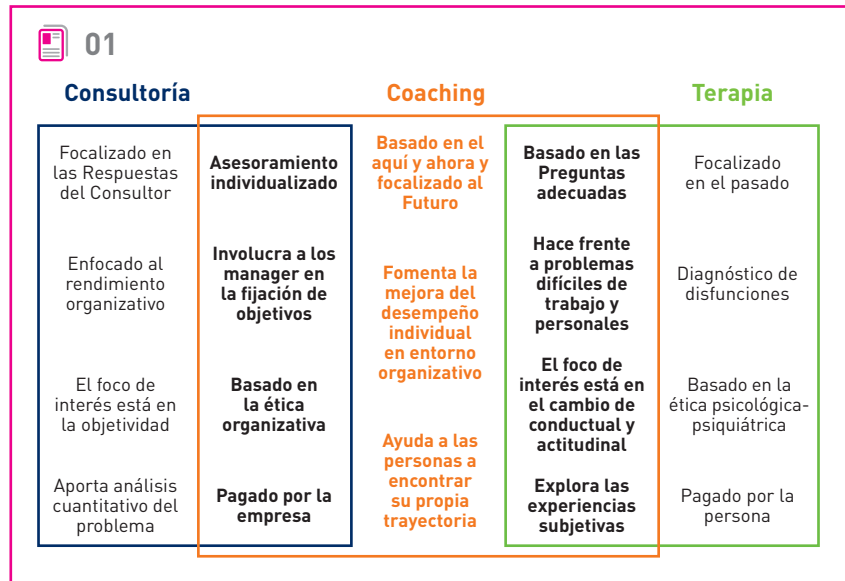 01
Consultoría
Coaching
Terapia
Focalizado en
las Respuestas
del Consultor
Asesoramiento
individualizado
Basado en el
aquí y ahora y
focalizado al
Futuro
Basado en las
Preguntas
adecuadas
Focalizado
en el pasado
Enfocado al
rendimiento
organizativo
Involucra a los
manager en
la fijación de
objetivos
Fomenta la
mejora del
desempeño
individual
en entorno
organizativo
Hace frente
a problemas
difíciles de
trabajo y
personales
Diagnóstico de
disfunciones
El foco de
interés está en
la objetividad
Basado en
la ética
organizativa
Ayuda a las
personas a
encontrar
su propia
trayectoria
El foco de
interés está en
el cambio de
conductual y
actitudinal
Basado en la
ética psicológica-
psiquiátrica
Aporta análisis
cuantitativo del
problema
Pagado por la
empresa
Explora las
experiencias
subjetivas
Pagado por la
persona